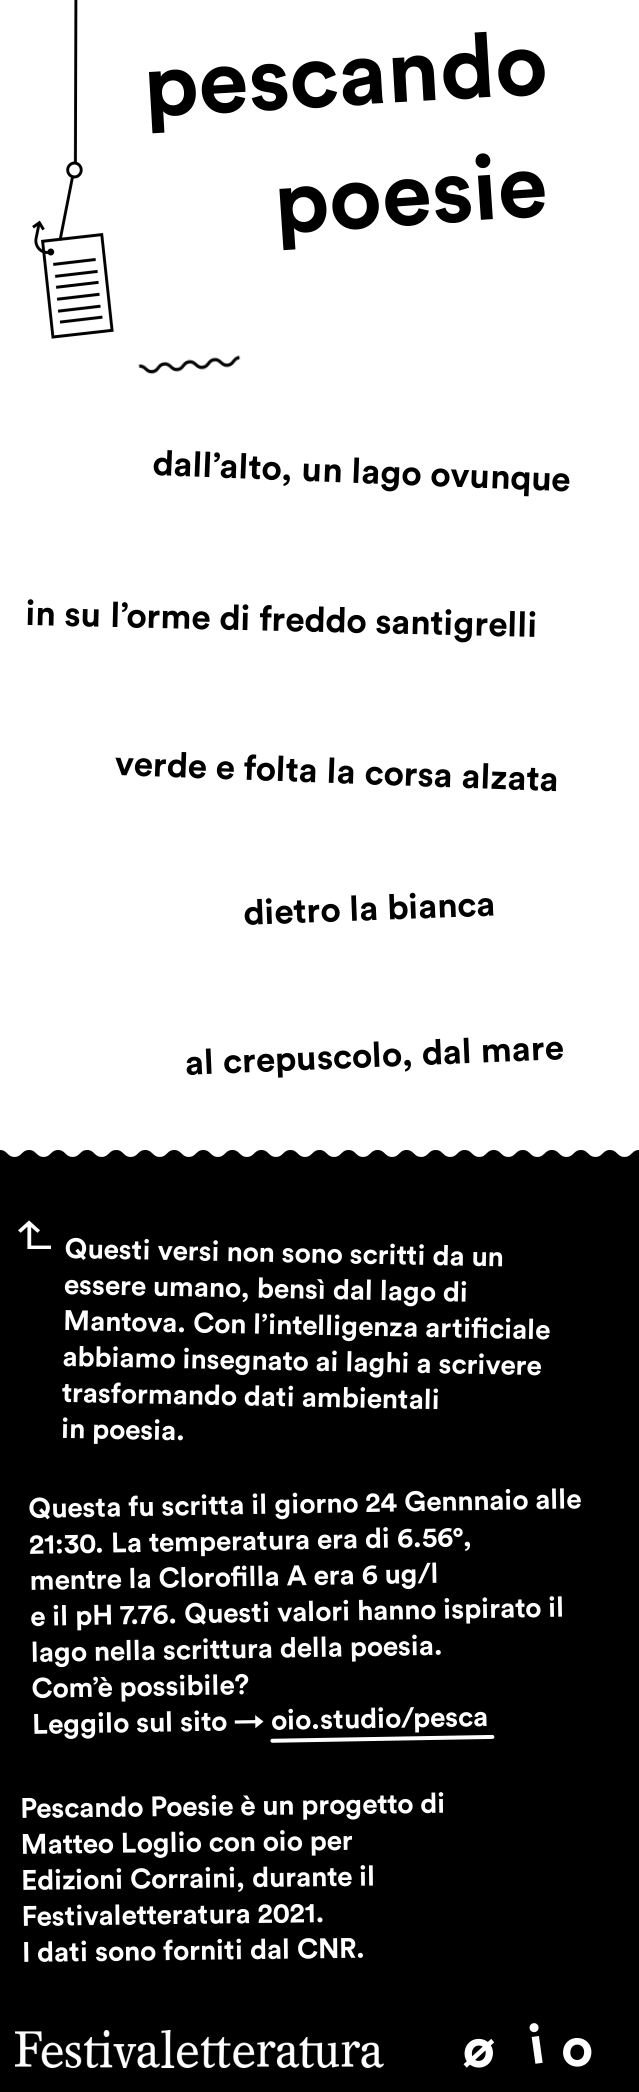 pescando
poesie
dall’alto, un lago ovunque
in su l’orme di freddo santigrelli
verde e folta la corsa alzata
dietro la bianca
al crepuscolo, dal mare
Questi versi non sono scritti da un
essere umano, bensì dal lago di
Mantova. Con l’intelligenza artificiale
abbiamo insegnato ai laghi a scrivere
trasformando dati ambientali
in poesia.
Questa fu scritta il giorno 24 Gennnaio alle
21:30. La temperatura era di 6.56°,
mentre la Clorofilla A era 6 ug/l
e il pH 7.76. Questi valori hanno ispirato il
lago nella scrittura della poesia.
Com’è possibile?
Leggilo sul sito → oio.studio/pesca
Pescando Poesie è un progetto di
Matteo Loglio con oio per
Edizioni Corraini, durante il
Festivaletteratura 2021.
I dati sono forniti dal CNR.
Festivaletteratura ø i o